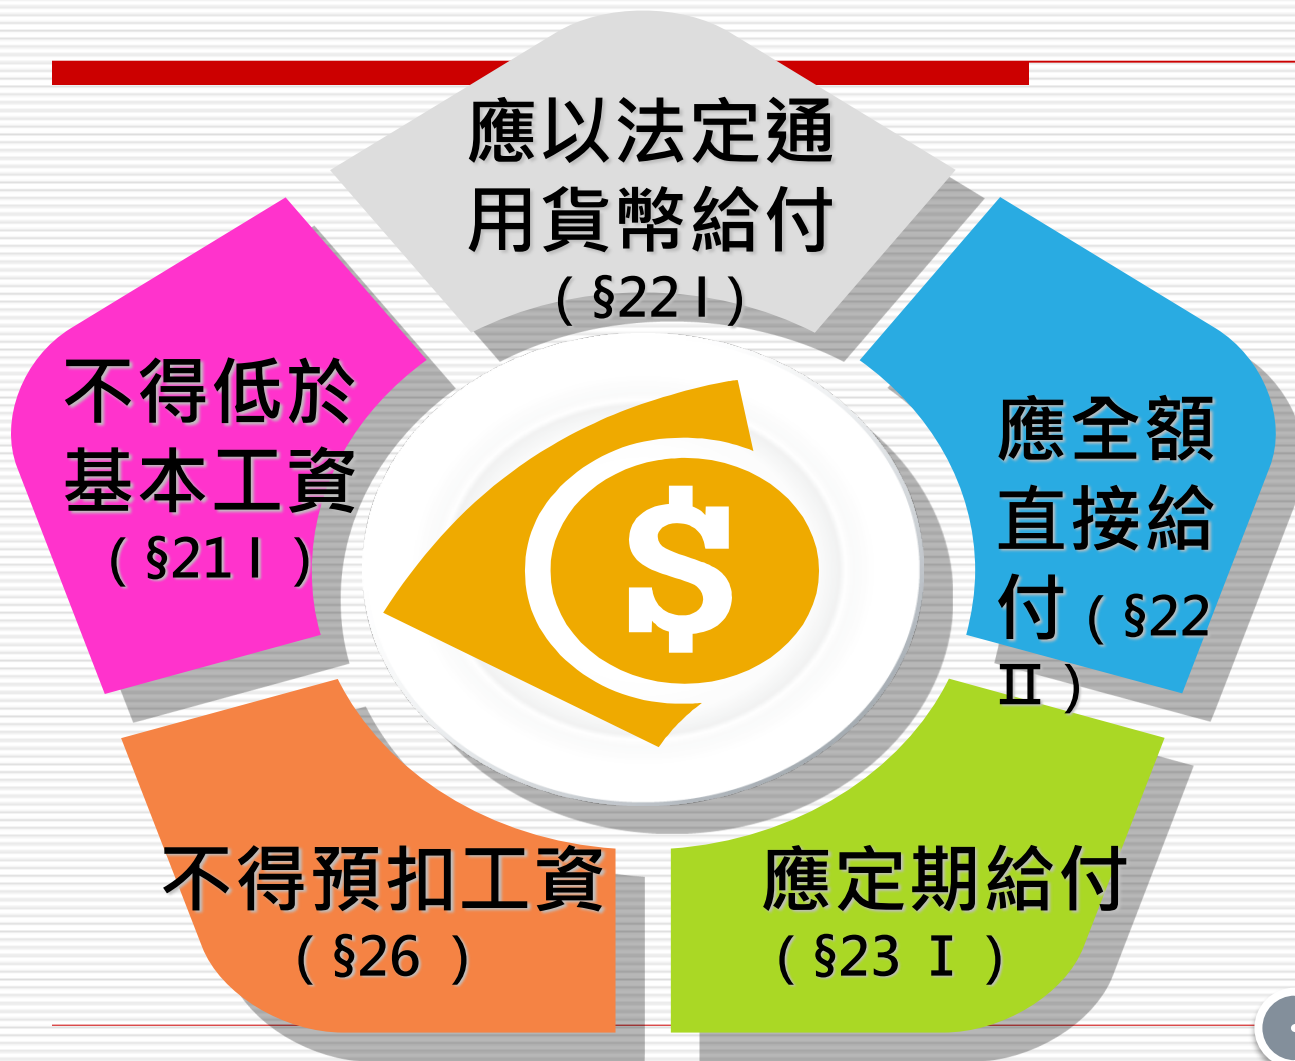 應以法定通
用貨幣給付
(§22 I)
不得低於
基本工資
(§21 I)
應全額
直接給
付(§22
II)
$
不得預扣工資
(§26 )
應定期給付
(§23 I )